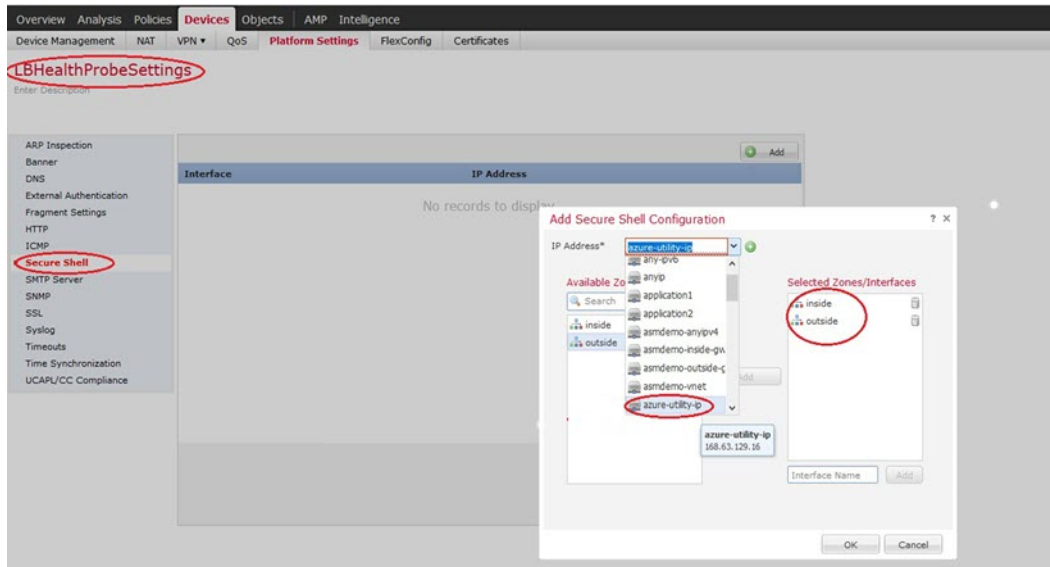 Overview Analysis Policies Devices Objects AMP Intelligence
Device Management NAT VPN QoS Platform Settings FlexConfig Certificates
LBHealthProbeSettings
Enter Description
ARP Inspection
Banner
DNS
External Authentication
Fragment Settings
HTTP
ICMP
Secure Shell
SMTP Server
SNMP
SSL
Syslog
Timeouts
Time Synchronization
UCAPL/CC Compliance
Add
Interface IP Address
No records to display
Add Secure Shell Configuration ? ×
IP Address* azure-utility-ip
any-ipv6
anyip
application1
application2
asmdemo-anyipv4
asmdemo-inside-gw
asmdemo-outside-g
asmdemo-vnet
azure-utility-ip
azure-utility-ip
168.63.129.16
Available Zo
Search
inside
outside
Add
Selected Zones/Interfaces
inside
outside
Interface Name Add
OK Cancel